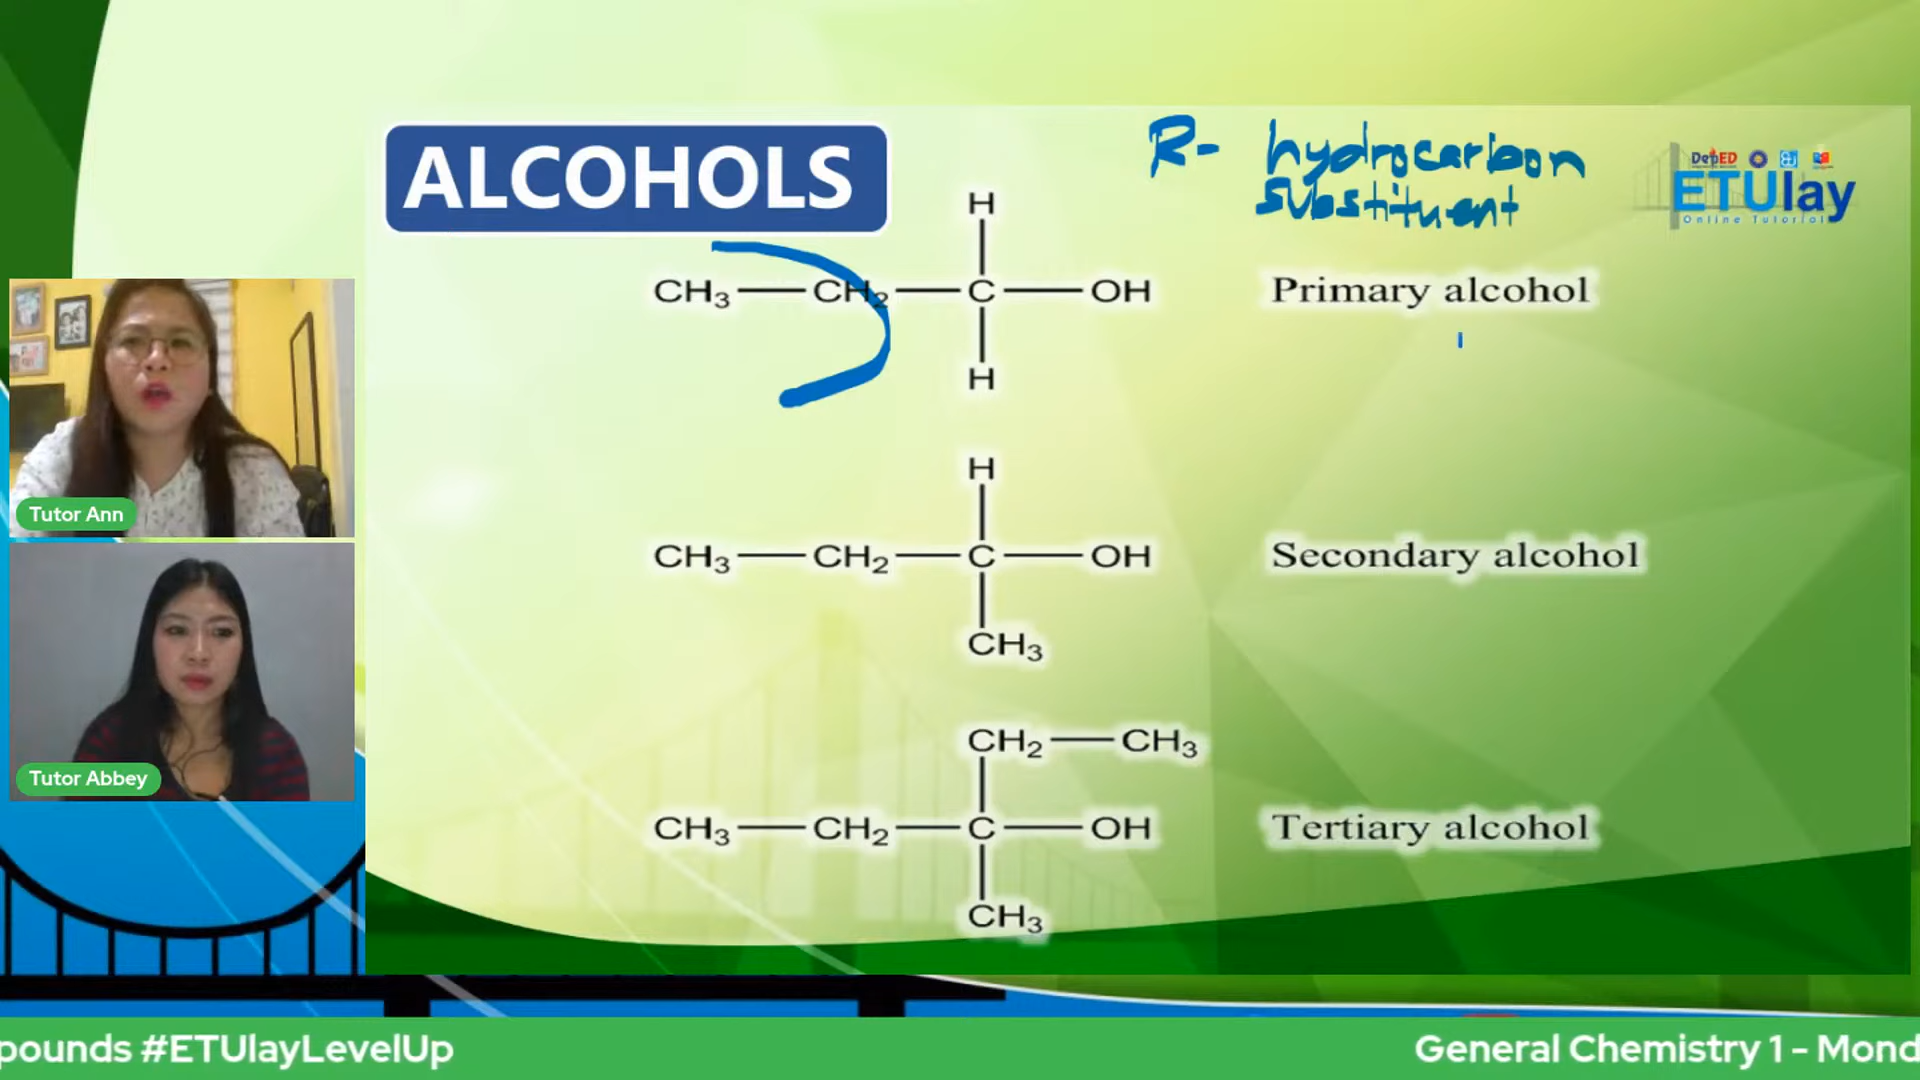 ALCOHOLS
R- hydrocarbon
substituent
DepED
ETUlay
Online Tutorial
H
CH₃ CH₂ C OH Primary alcohol
H
H
CH₃ CH₂ C OH Secondary alcohol
CH₃
CH₂ CH₃
CH₃ CH₂ C OH Tertiary alcohol
CH₃
Tutor Ann
Tutor Abbey
pounds #ETUlayLevelUp
General Chemistry 1 - Mond